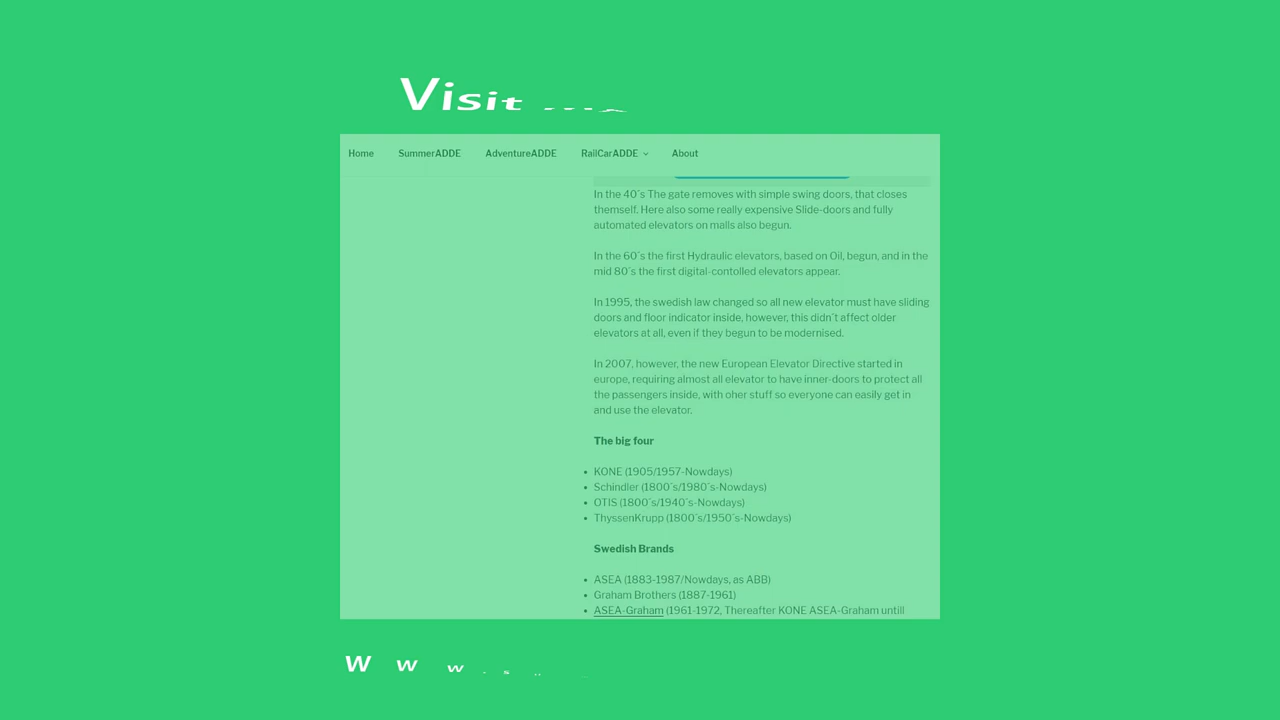 Visit
Home SummerADDE AdventureADDE RailCarADDE About
In the 40´s The gate removes with simple swing doors, that closes
themself. Here also some really expensive Slide-doors and fully
automated elevators on malls also begun.
In the 60´s the first Hydraulic elevators, based on Oil, begun, and in the
mid 80´s the first digital-contolled elevators appear.
In 1995, the swedish law changed so all new elevator must have sliding
doors and floor indicator inside, however, this didn´t affect older
elevators at all, even if they begun to be modernised.
In 2007, however, the new European Elevator Directive started in
europe, requiring almost all elevator to have inner-doors to protect all
the passengers inside, with oher stuff so everyone can easily get in
and use the elevator.
The big four
• KONE (1905/1957-Nowdays)
• Schindler (1800´s/1980´s-Nowdays)
• OTIS (1800´s/1940´s-Nowdays)
• ThyssenKrupp (1800´s/1950´s-Nowdays)
Swedish Brands
• ASEA (1883-1987/Nowdays, as ABB)
• Graham Brothers (1887-1961)
• ASEA-Graham (1961-1972, Thereafter KONE ASEA-Graham untill
W w w